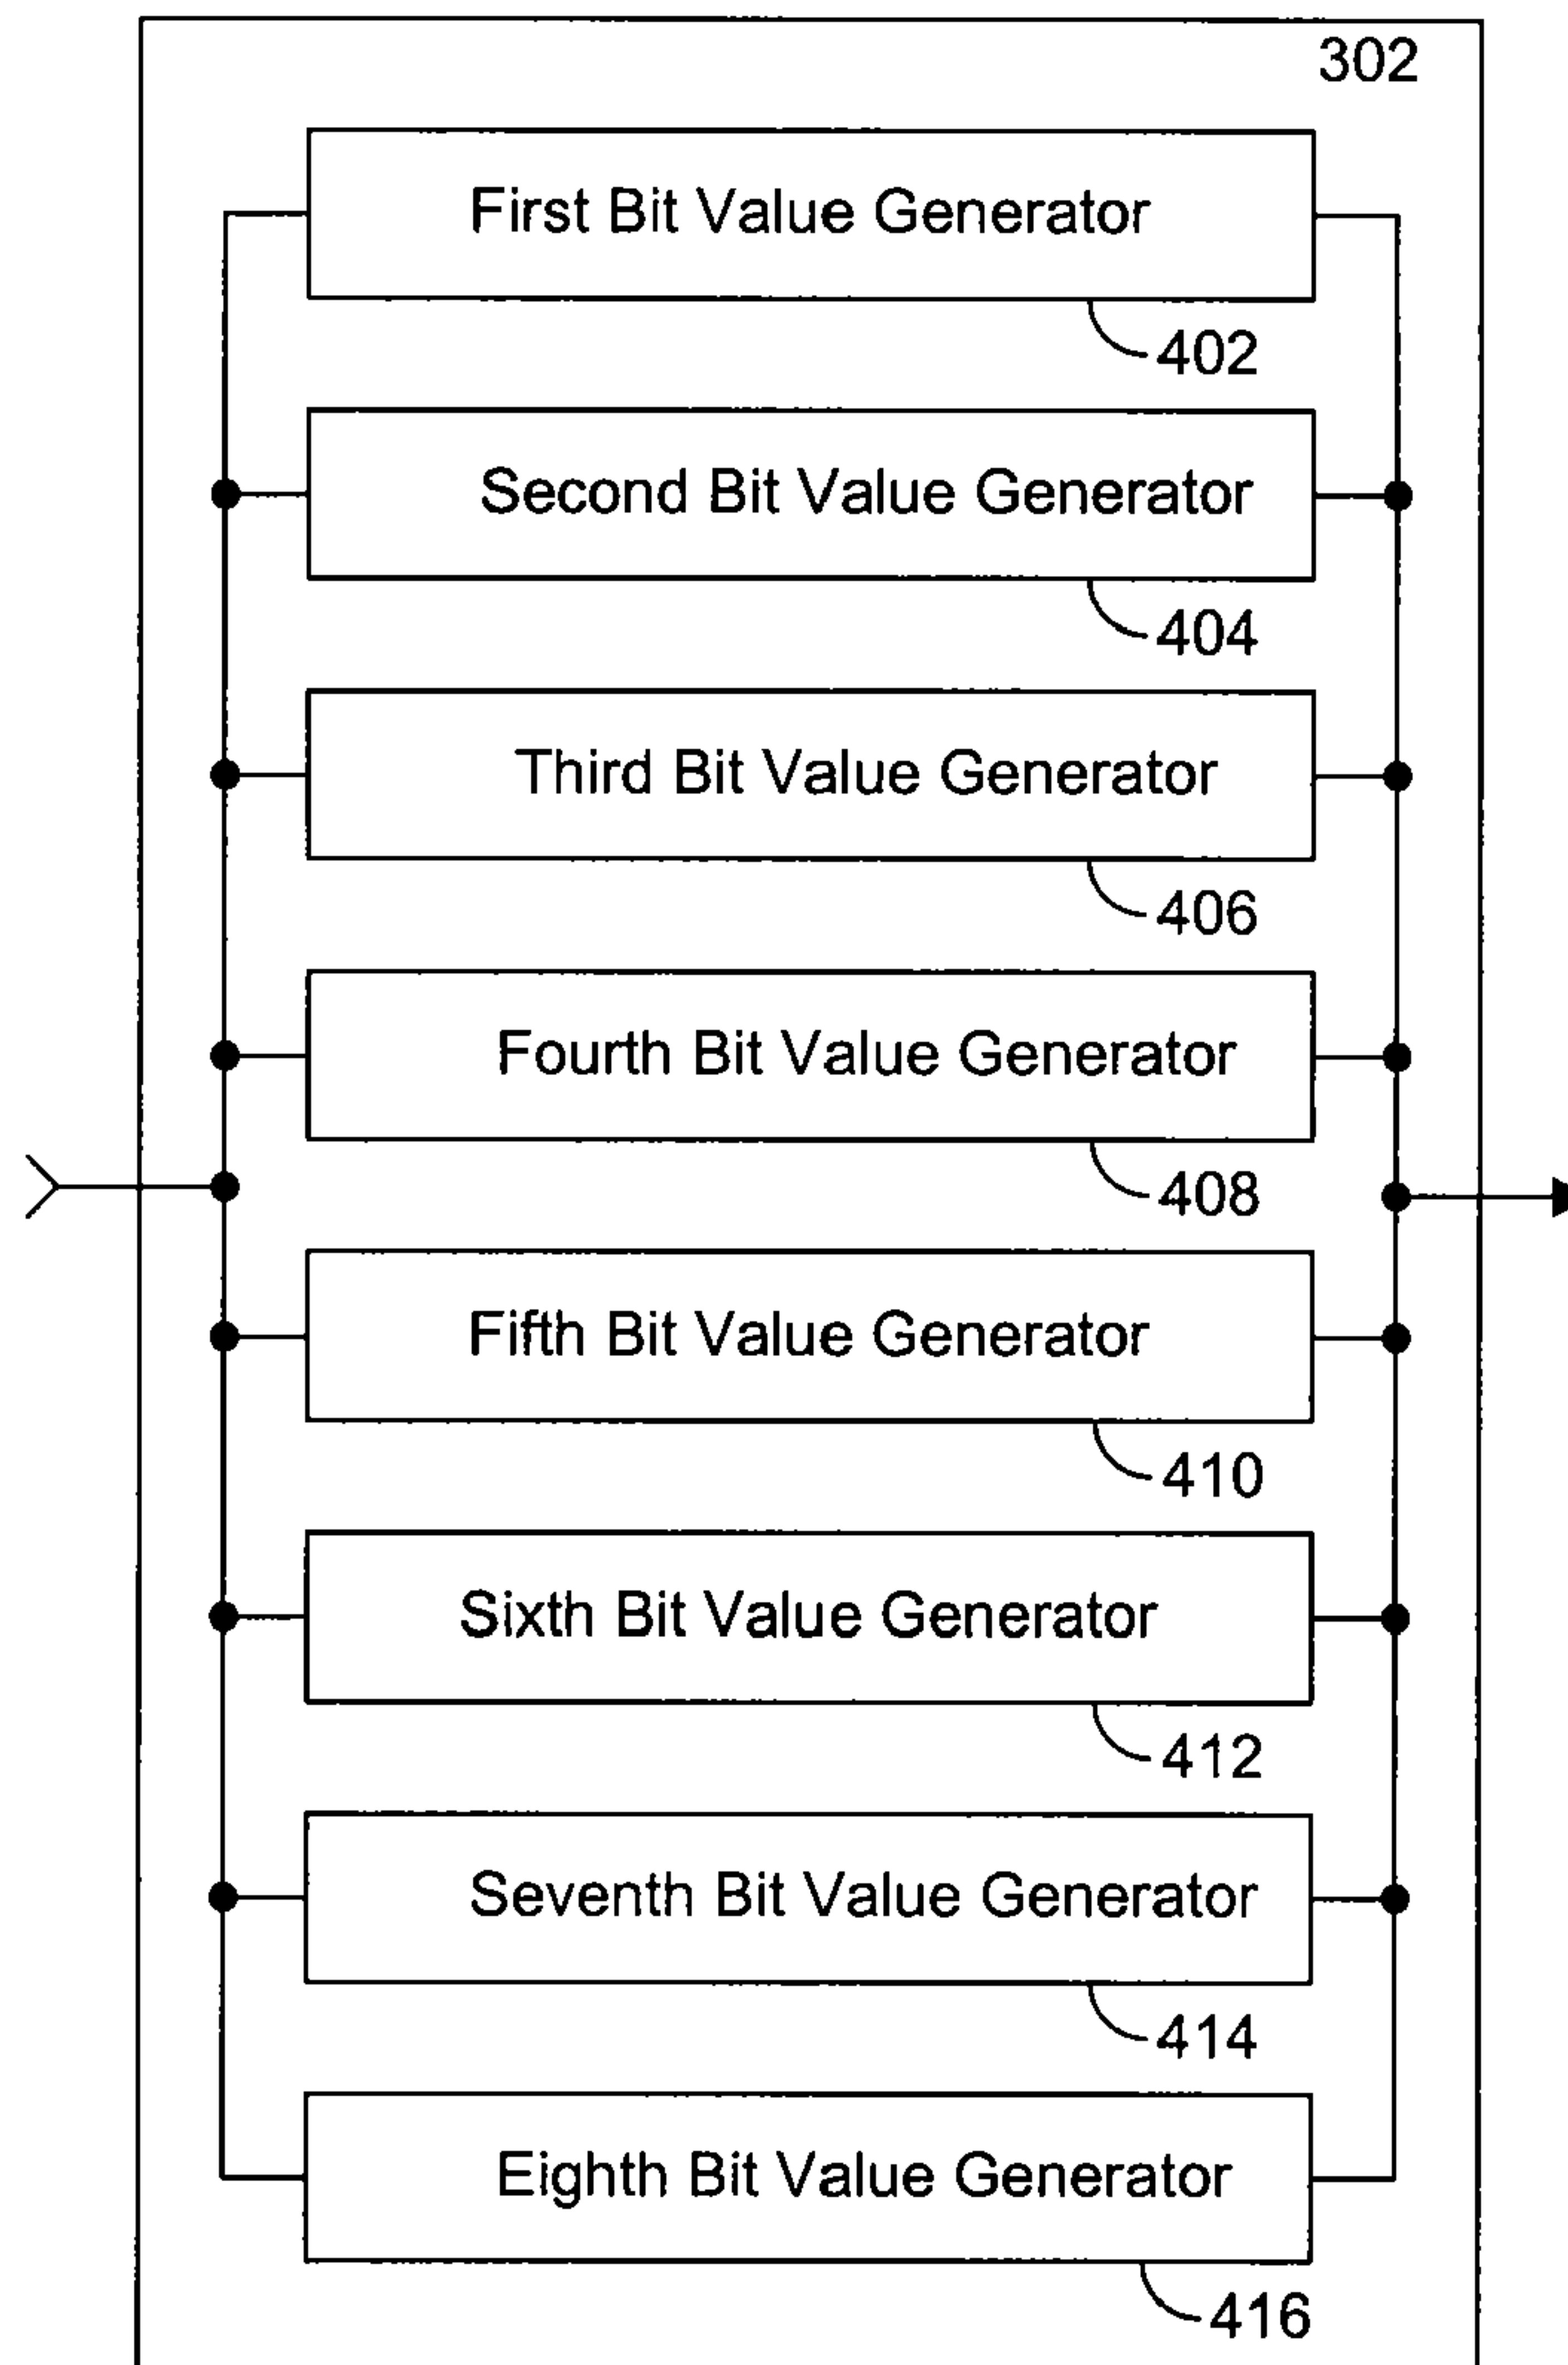 302
First Bit Value Generator
402
Second Bit Value Generator
404
Third Bit Value Generator
406
Fourth Bit Value Generator
408
Fifth Bit Value Generator
410
Sixth Bit Value Generator
412
Seventh Bit Value Generator
414
Eighth Bit Value Generator
416